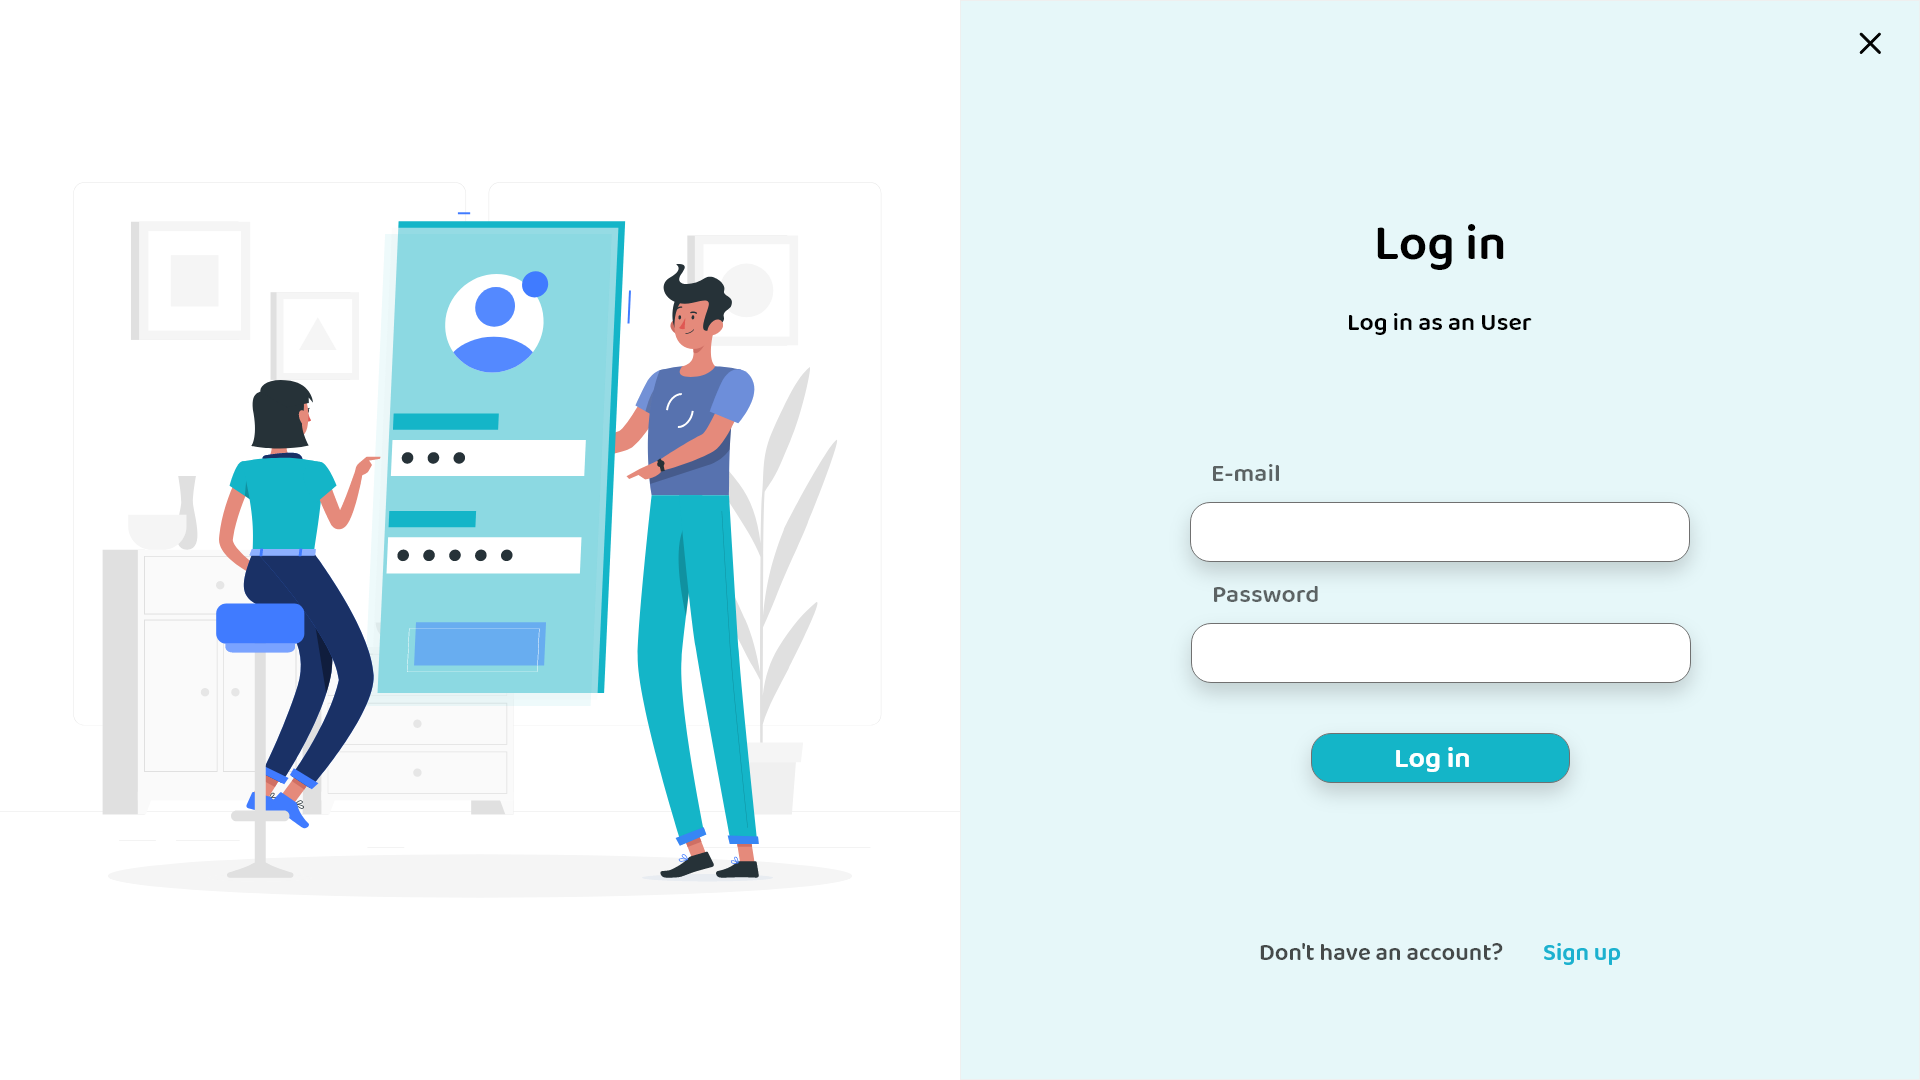 Log in
Log in as an User
E-mail
Password
Log in
Don't have an account? Sign up